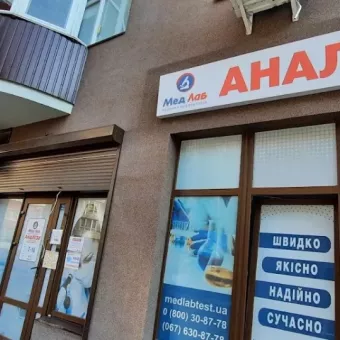 Мед Лаб
АНАЛ
medlabtest.ua
0 (800) 30-87-78
(067) 630-87-78
ШВИДКО
ЯКІСНО
НАДІЙНО
СУЧАСНО